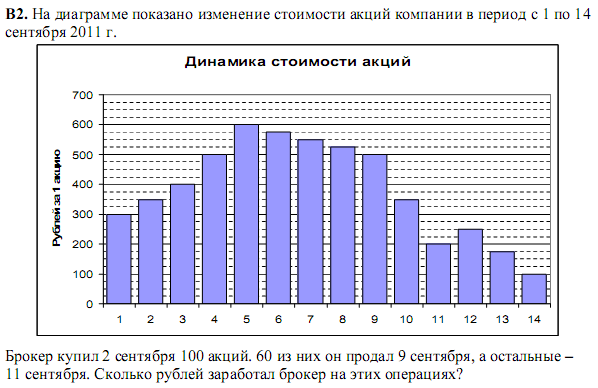 В2. На диаграмме показано изменение стоимости акций компании в период с 1 по 14
сентября 2011 г.
Динамика стоимости акций
Рублей за 1 акцию
700
600
500
400
300
200
100
0
1 2 3 4 5 6 7 8 9 10 11 12 13 14
Брокер купил 2 сентября 100 акций. 60 из них он продал 9 сентября, а остальные –
11 сентября. Сколько рублей заработал брокер на этих операциях?